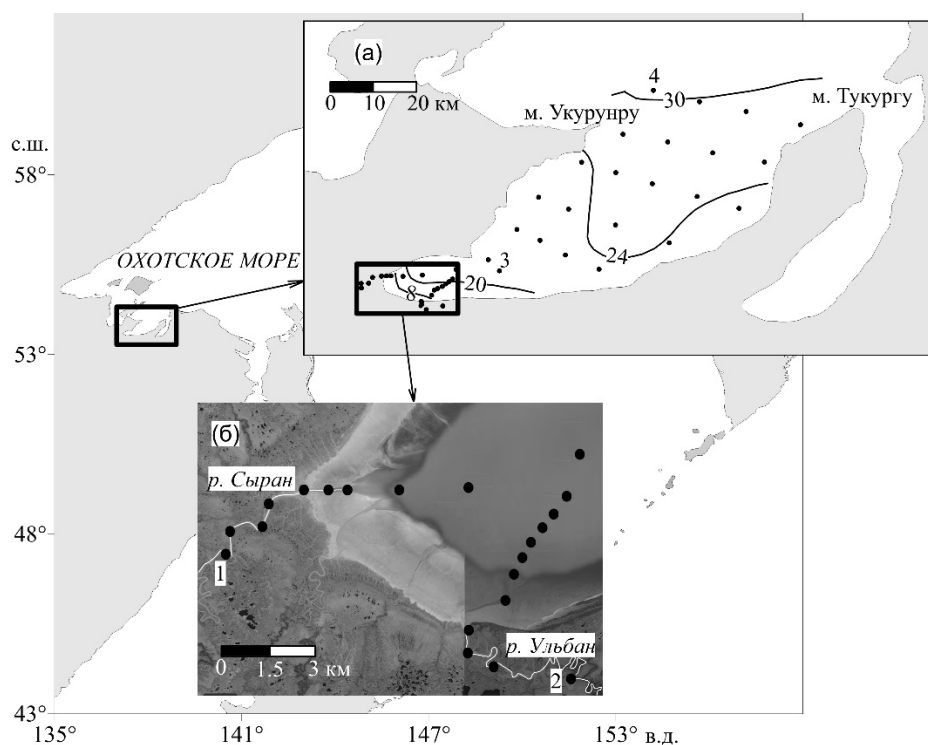 (а)
0 10 20 км
4
30
м. Укурунру
м. Тукургу
с.ш.
58°
ОХОТСКОЕ МОРЕ
3
24
20
8
53°
(б)
р. Сыран
48°
1
р. Ульбан
0 1.5 3 км
2
43°
135° 141° 147° 153° в.д.